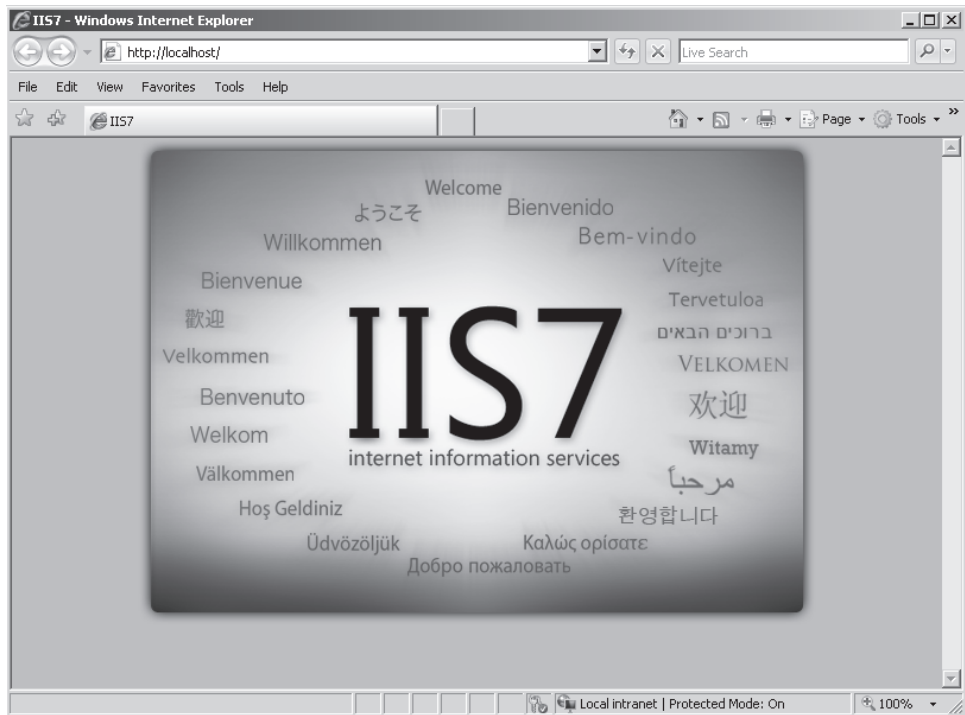 IIS7 - Windows Internet Explorer
http://localhost/
Live Search
File Edit View Favorites Tools Help
IIS7
Page Tools
Welcome
ようこそ
Bienvenido
Willkommen
Bem-vindo
Vítejte
Bienvenue
Tervetuloa
歡迎
ברוכים הבאים
Velkommen
VELKOMEN
Benvenuto
欢迎
Welkom
Witamy
Välkommen
مرحباً
Hoş Geldiniz
환영합니다
Üdvözöljük
Καλώς ορίσατε
Добро пожаловать
IIS7
internet information services
Local intranet | Protected Mode: On
100%